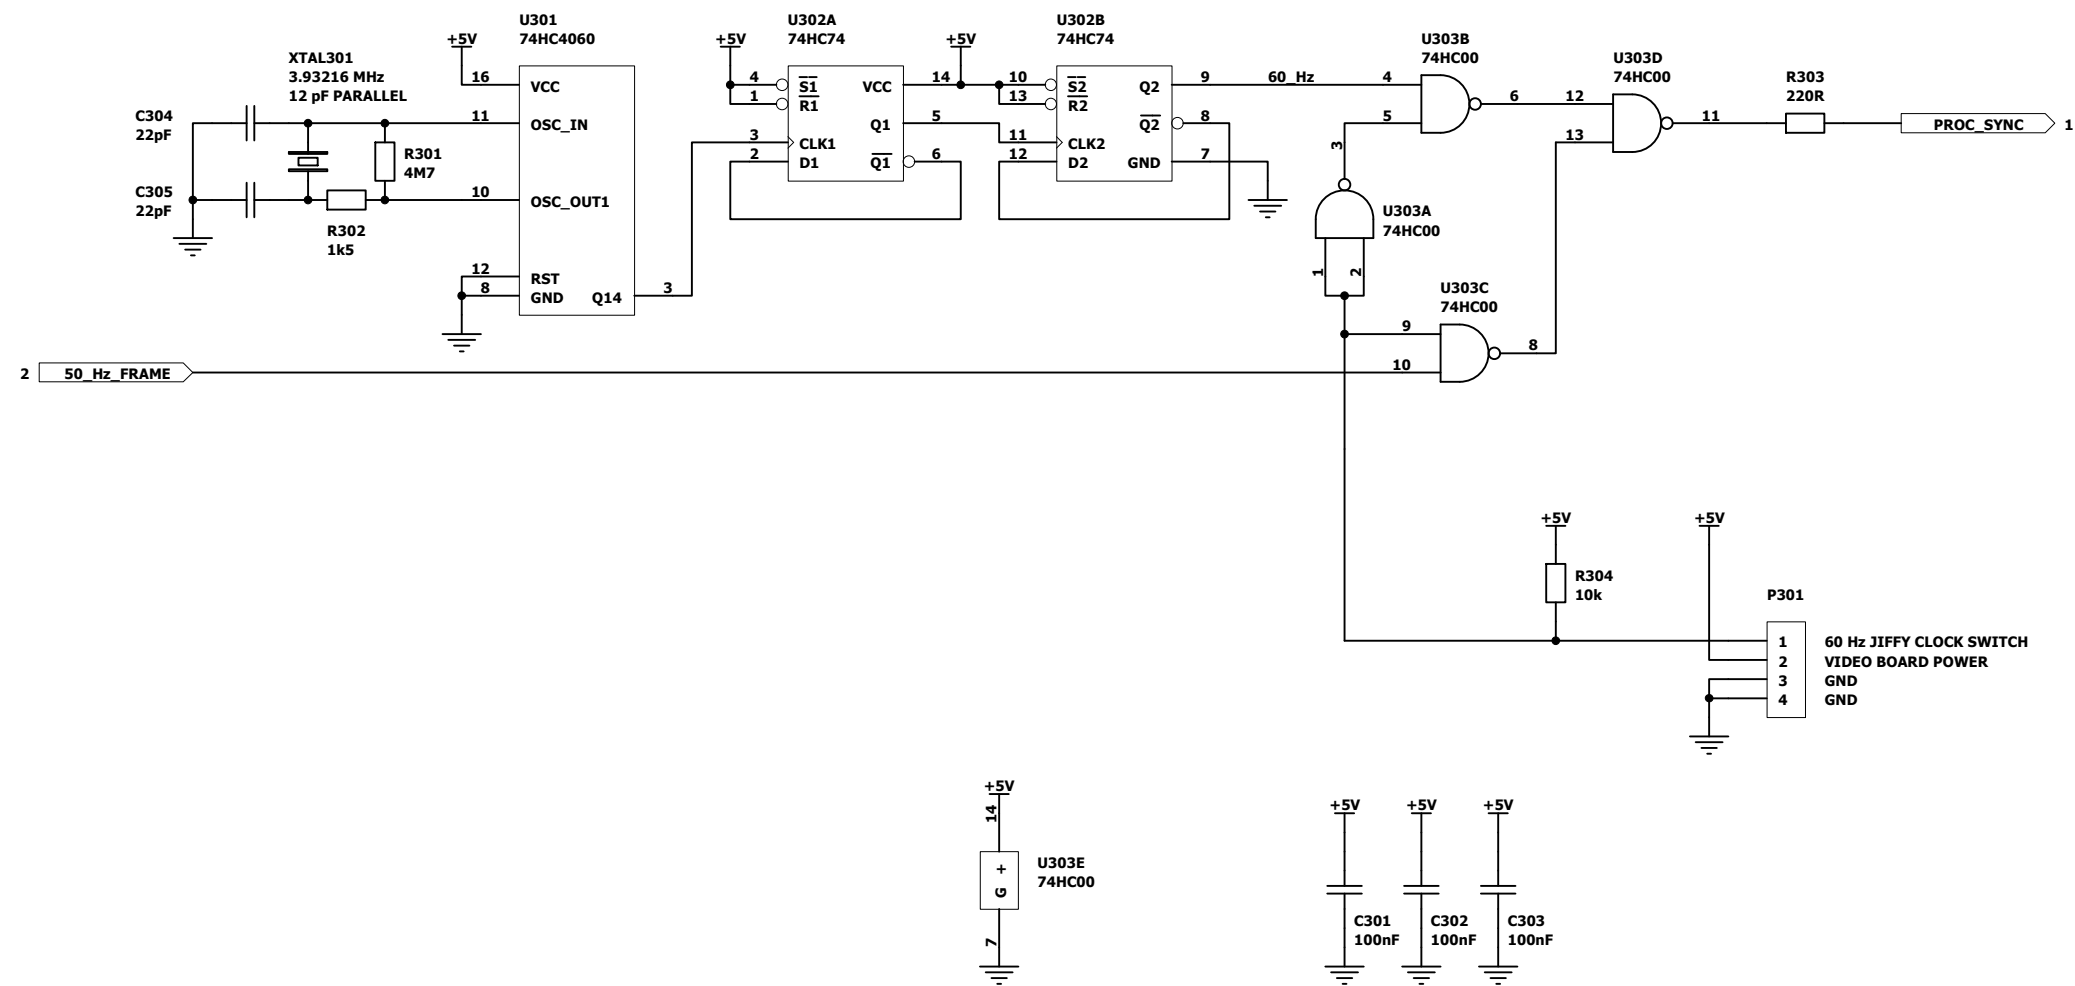 U301
74HC4060
+5V
XTAL301
3.93216 MHz
12 pF PARALLEL
C304
22pF
C305
22pF
R301
4M7
R302
1k5
16
11
10
12
8
VCC
OSC_IN
OSC_OUT1
RST
GND
Q14
3
U302A
74HC74
+5V
4
1
3
2
S1
R1
CLK1
D1
VCC
Q1
Q1
14
5
6
+5V
U302B
74HC74
10
13
11
12
S2
R2
CLK2
D2
Q2
Q2
GND
9
8
7
60_Hz
U303B
74HC00
4
5
6
U303D
74HC00
12
13
11
R303
220R
PROC_SYNC
1
3
U303A
74HC00
1
2
U303C
74HC00
9
10
8
2
50_Hz_FRAME
+5V
R304
10k
+5V
P301
1
60 Hz JIFFY CLOCK SWITCH
2
VIDEO BOARD POWER
3
GND
4
GND
+5V
14
+
G
U303E
74HC00
7
+5V
C301
100nF
+5V
C302
100nF
+5V
C303
100nF